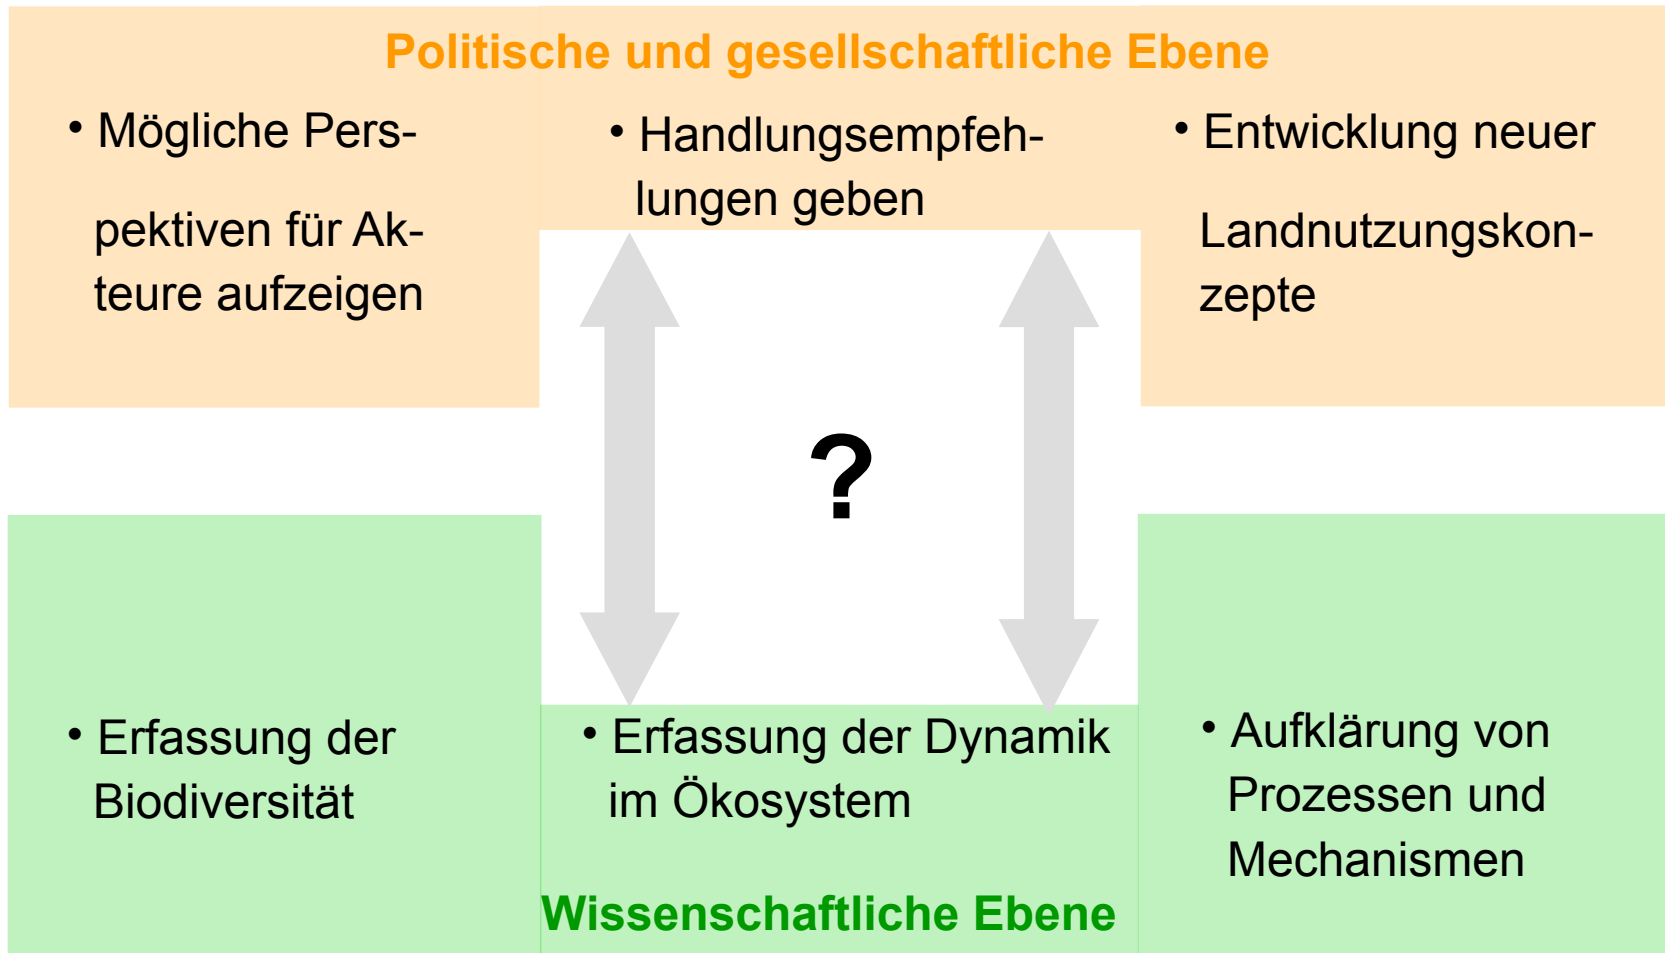 Politische und gesellschaftliche Ebene
• Mögliche Pers-
pektiven für Ak-
teure aufzeigen
• Handlungsempfeh-
lungen geben
• Entwicklung neuer
Landnutzungskon-
zepte
?
• Erfassung der
Biodiversität
• Erfassung der Dynamik
im Ökosystem
• Aufklärung von
Prozessen und
Mechanismen
Wissenschaftliche Ebene